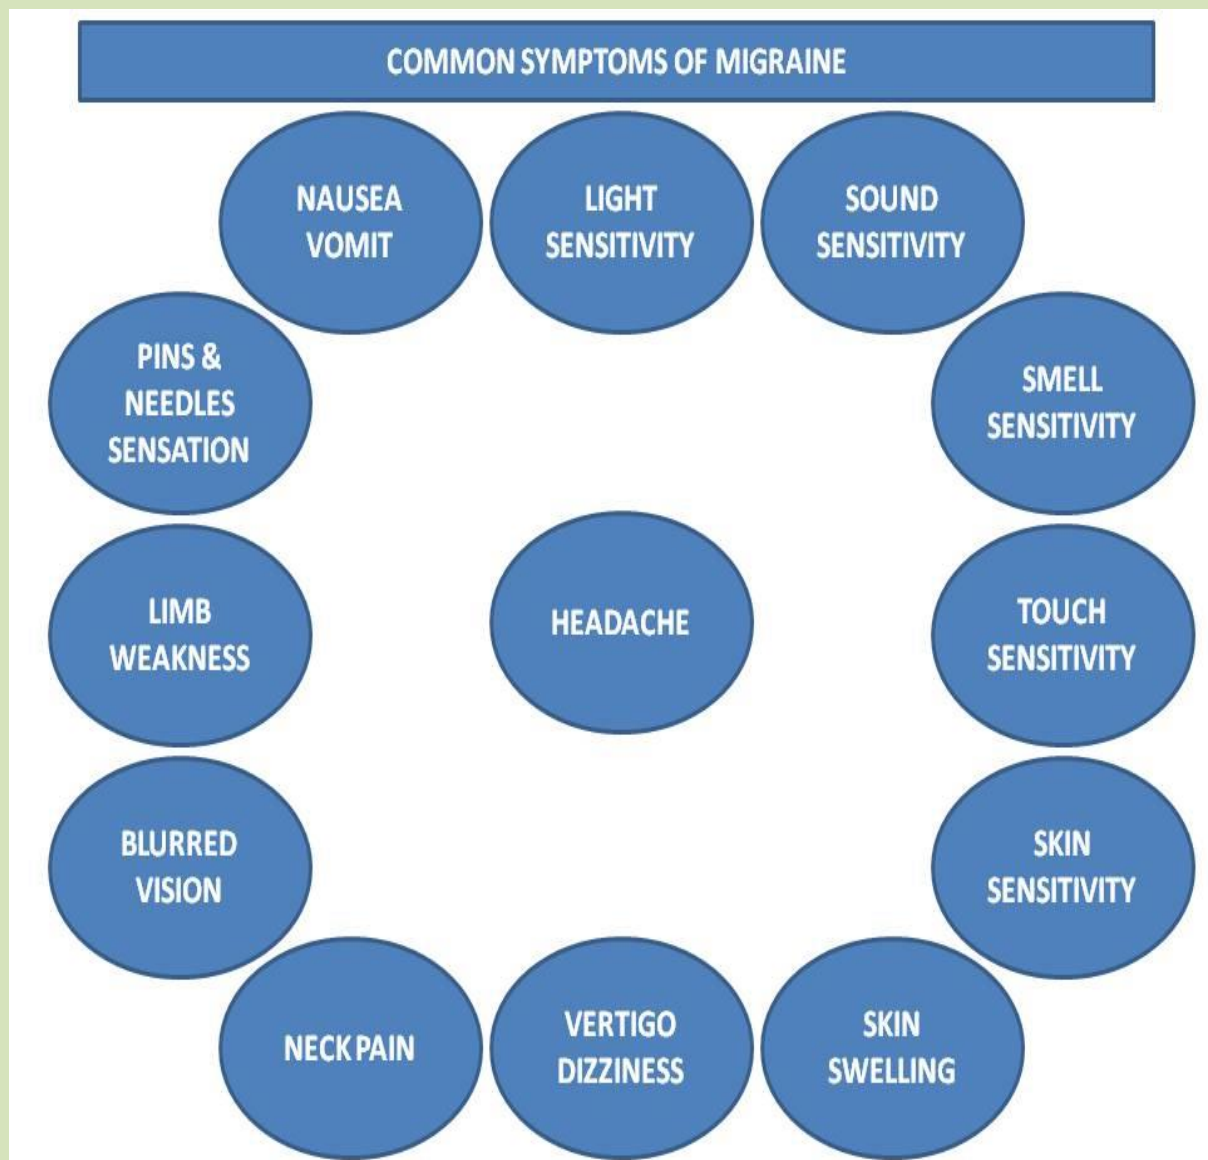 COMMON SYMPTOMS OF MIGRAINE
NAUSEA
VOMIT
LIGHT
SENSITIVITY
SOUND
SENSITIVITY
PINS &
NEEDLES
SENSATION
SMELL
SENSITIVITY
LIMB
WEAKNESS
HEADACHE
TOUCH
SENSITIVITY
BLURRED
VISION
SKIN
SENSITIVITY
NECK PAIN
VERTIGO
DIZZINESS
SKIN
SWELLING